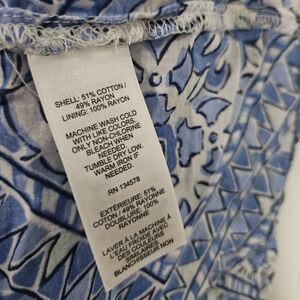 SHELL: 51% COTTON/
49% RAYON
LINING: 100% RAYON
MACHINE WASH COLD
WITH LIKE COLORS.
ONLY NON-CHLORINE
BLEACH WHEN
NEEDED.
TUMBLE DRY LOW.
WARM IRON IF
NEEDED.
RN 134578
EXTÉRIEURE: 51%
COTON / 49% RAYONNE
DOUBLURE: 100%
RAYONNE
LAVER À LA MACHINE À
L'EAU FROIDE AVEC
DES COULEURS
SIMILAIRES
BLANCHISSEUR NON